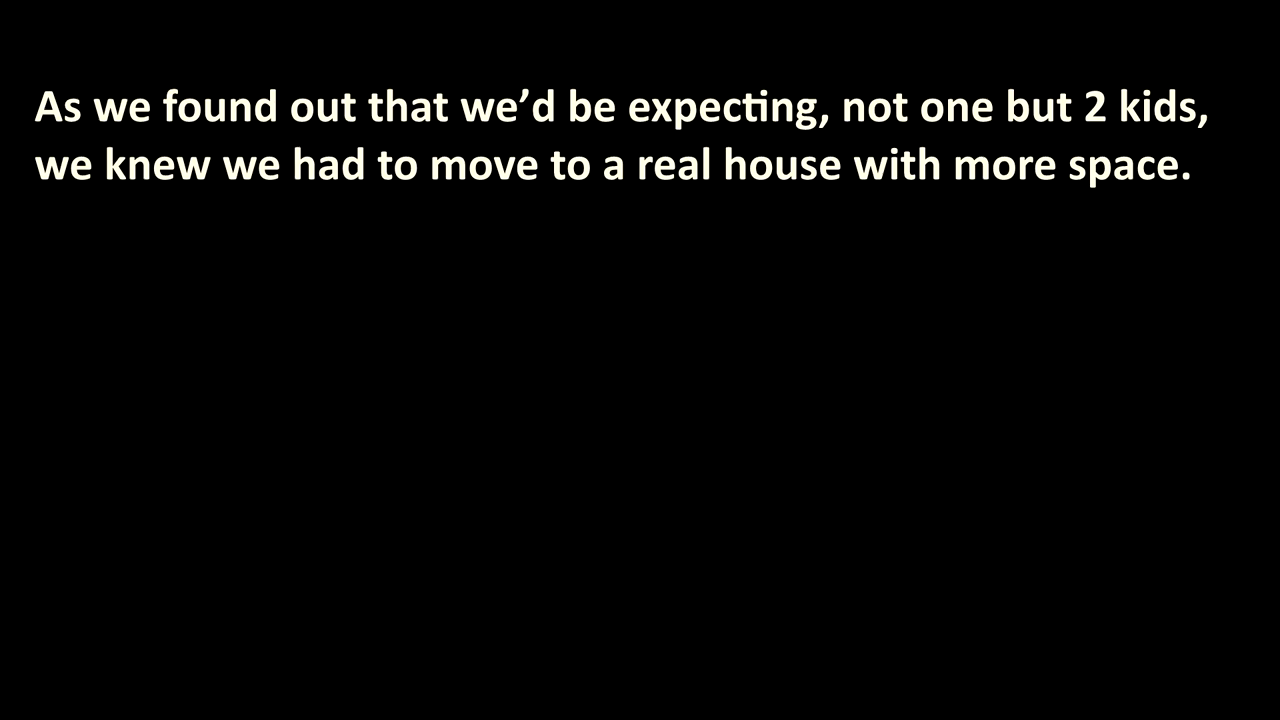 As we found out that we’d be expecting, not one but 2 kids,
we knew we had to move to a real house with more space.